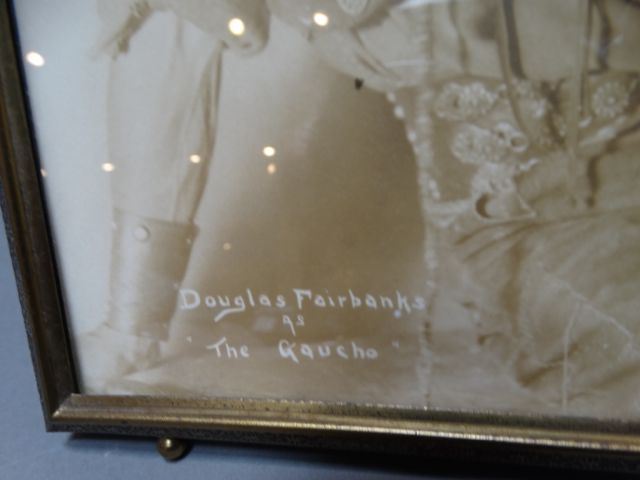 Douglas Fairbanks
as
"The Gaucho"